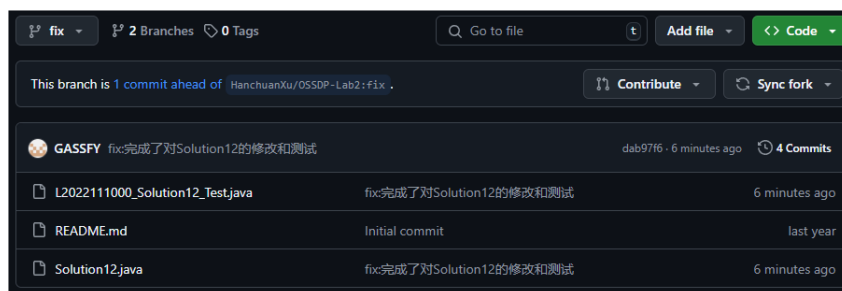 fix 2 Branches 0 Tags Go to file t Add file Code
This branch is 1 commit ahead of HanchuanXu/OSSDP-Lab2:fix . Contribute Sync fork
GASSFY fix:完成了对Solution12的修改和测试 dab97f6 · 6 minutes ago 4 Commits
L2022111000_Solution12_Test.java fix:完成了对Solution12的修改和测试 6 minutes ago
README.md Initial commit last year
Solution12.java fix:完成了对Solution12的修改和测试 6 minutes ago